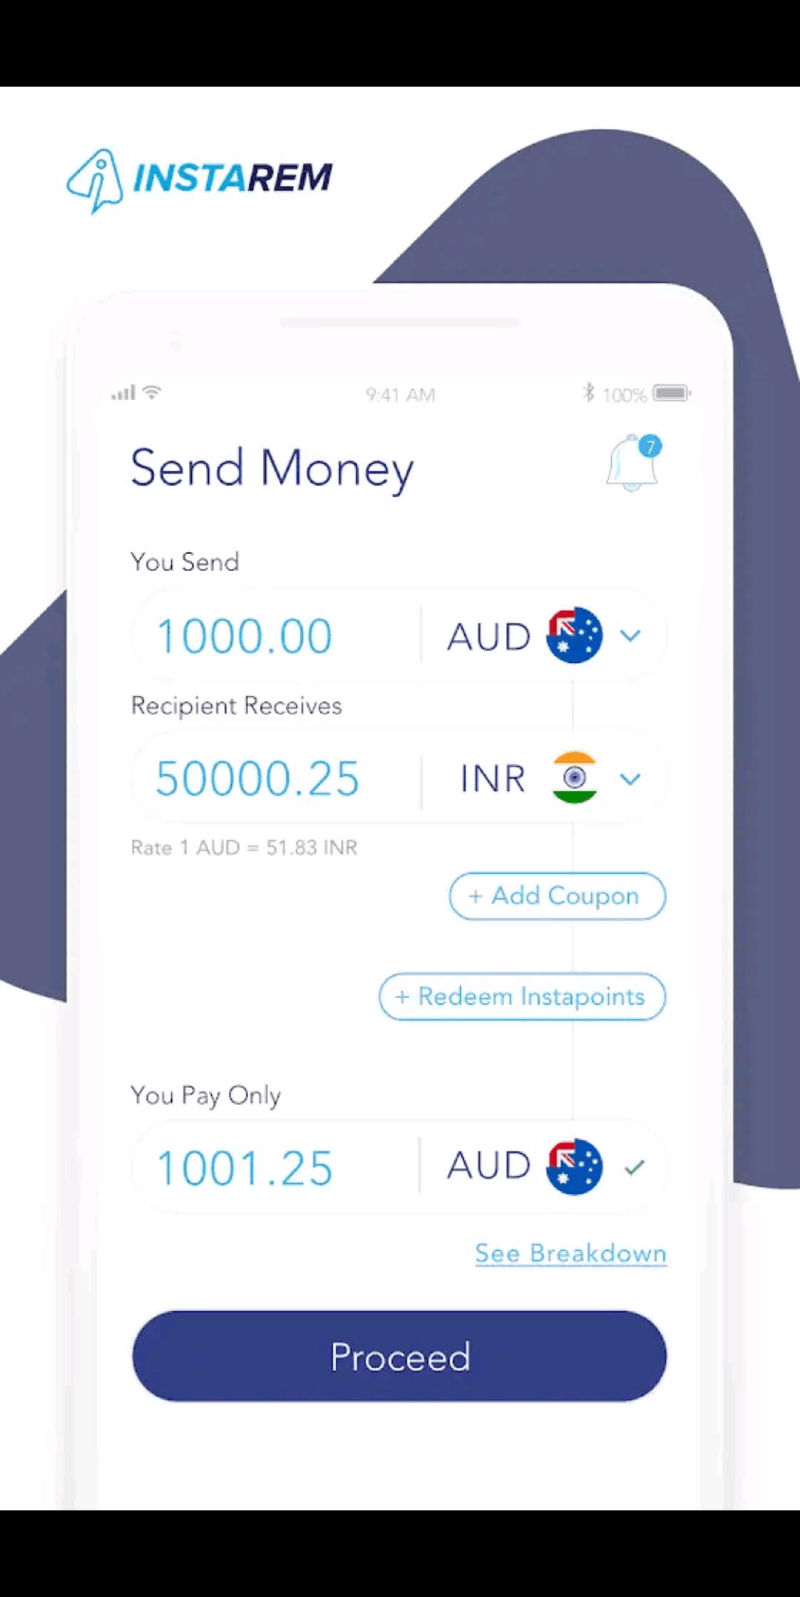 INSTAREM
9:41 AM
100%
Send Money
7
You Send
1000.00 AUD
Recipient Receives
50000.25 INR
Rate 1 AUD = 51.83 INR
+ Add Coupon
+ Redeem Instapoints
You Pay Only
1001.25 AUD
See Breakdown
Proceed